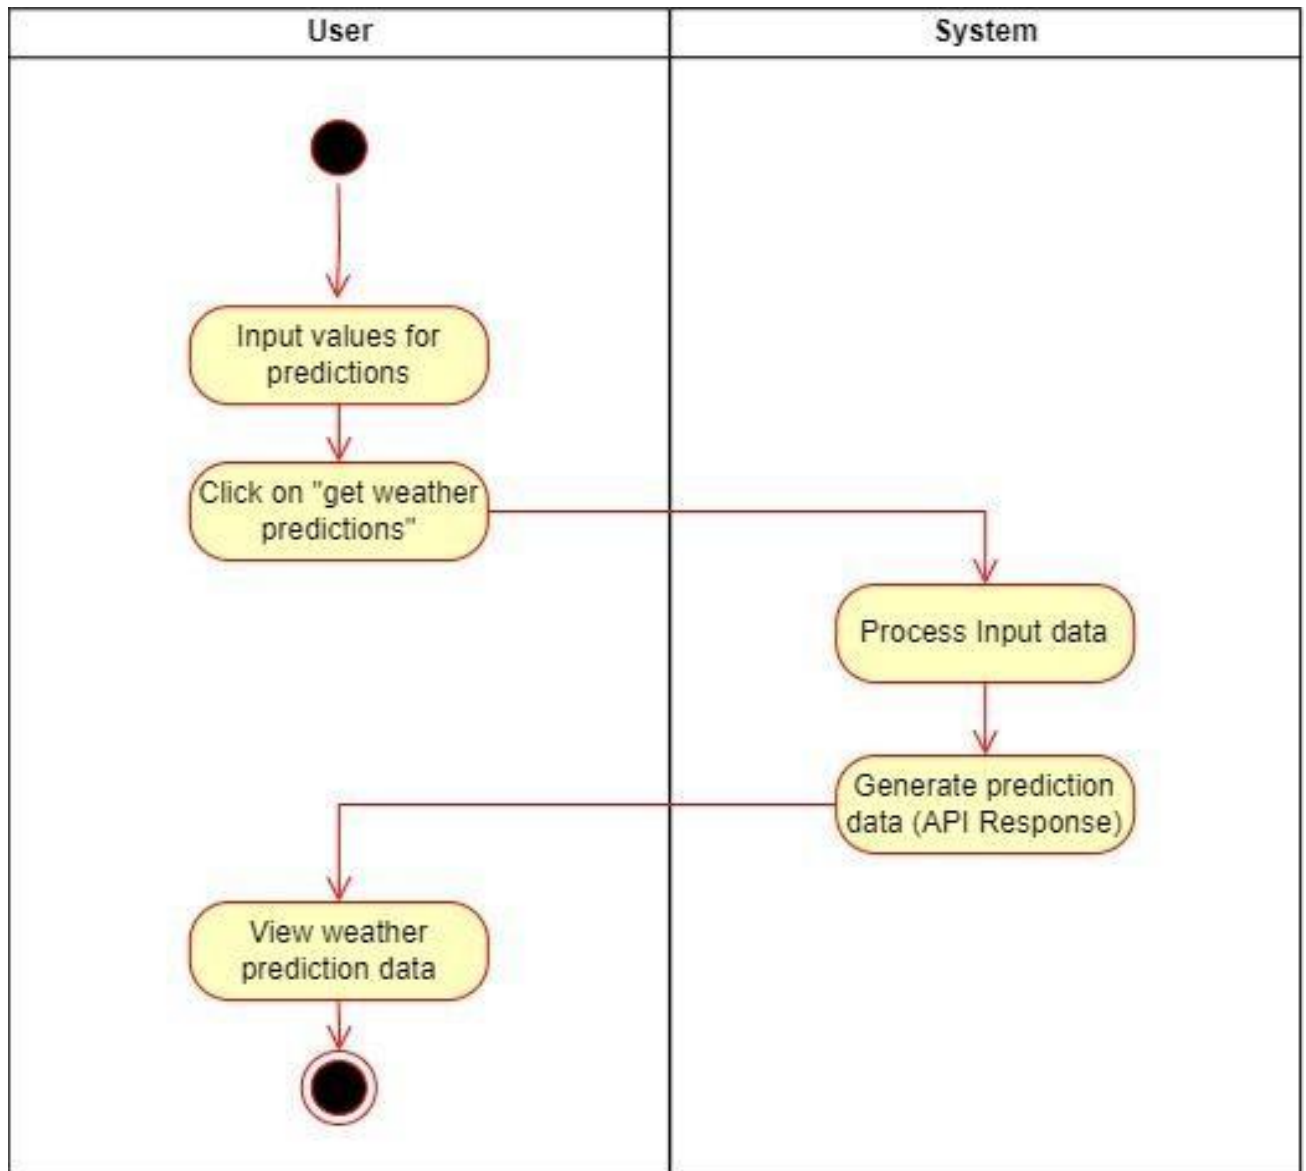 User
System
Input values for
predictions
Click on "get weather
predictions"
Process Input data
Generate prediction
data (API Response)
View weather
prediction data